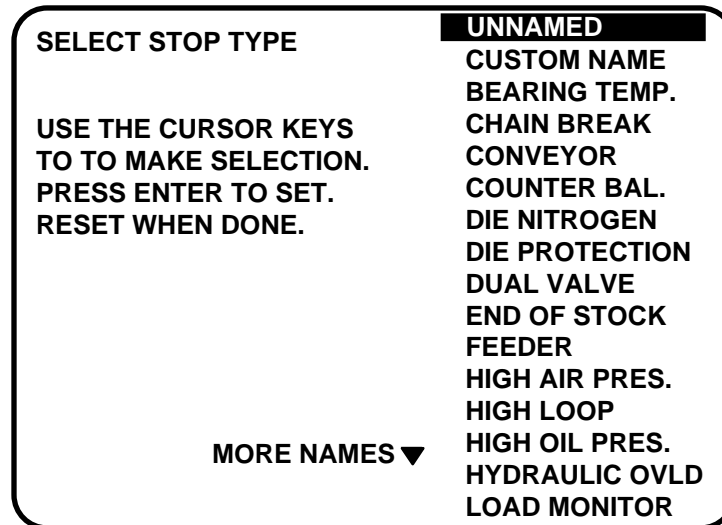 SELECT STOP TYPE
USE THE CURSOR KEYS
TO TO MAKE SELECTION.
PRESS ENTER TO SET.
RESET WHEN DONE.
MORE NAMES ▼
UNNAMED
CUSTOM NAME
BEARING TEMP.
CHAIN BREAK
CONVEYOR
COUNTER BAL.
DIE NITROGEN
DIE PROTECTION
DUAL VALVE
END OF STOCK
FEEDER
HIGH AIR PRES.
HIGH LOOP
HIGH OIL PRES.
HYDRAULIC OVLD
LOAD MONITOR